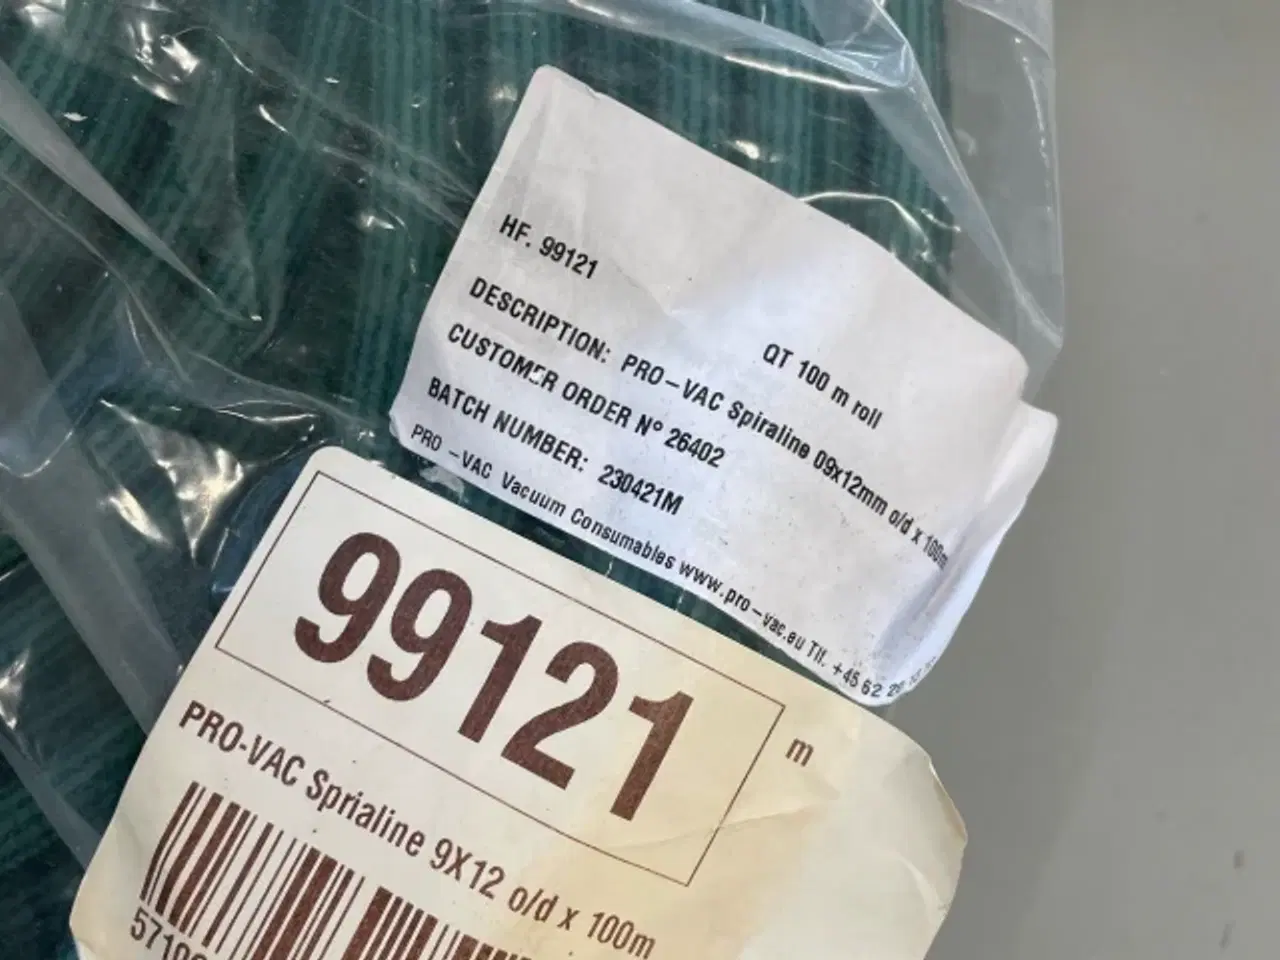 HF. 99121
QT 100 m roll
DESCRIPTION: PRO-VAC Spiraline 09x12mm o/d x 100m
CUSTOMER ORDER Nº 26402
BATCH NUMBER: 230421M
PRO -VAC Vacuum Consumables www.pro-vac.eu Tlf. +45 62
99121
m
PRO-VAC Sprialine 9X12 o/d x 100m